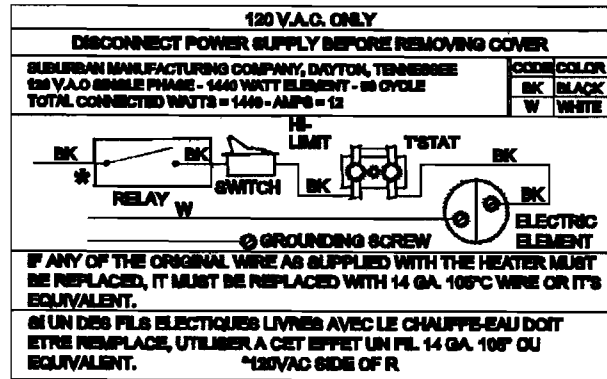 120 V.A.C. ONLY
DISCONNECT POWER SUPPLY BEFORE REMOVING COVER
SUBURBAN MANUFACTURING COMPANY, DAYTON, TENNESSEE
120 V.A.C SINGLE PHASE - 1440 WATT ELEMENT - 60 CYCLE
TOTAL CONNECTED WATTS = 1440 - AMPS = 12
CODE COLOR
BK BLACK
W WHITE
HI-
LIMIT
T'STAT
BK
BK
BK
BK
BK
*
RELAY
SWITCH
W
ELECTRIC
ELEMENT
GROUNDING SCREW
IF ANY OF THE ORIGINAL WIRE AS SUPPLIED WITH THE HEATER MUST
BE REPLACED, IT MUST BE REPLACED WITH 14 GA. 105°C WIRE OR IT'S
EQUIVALENT.
SI UN DES FILS ELECTIQUES LIVRES AVEC LE CHAUFFE-EAU DOIT
ETRE REMPLACE, UTILISER A CET EFFET UN FIL 14 GA. 105° OU
EQUIVALENT.
*120VAC SIDE OF R